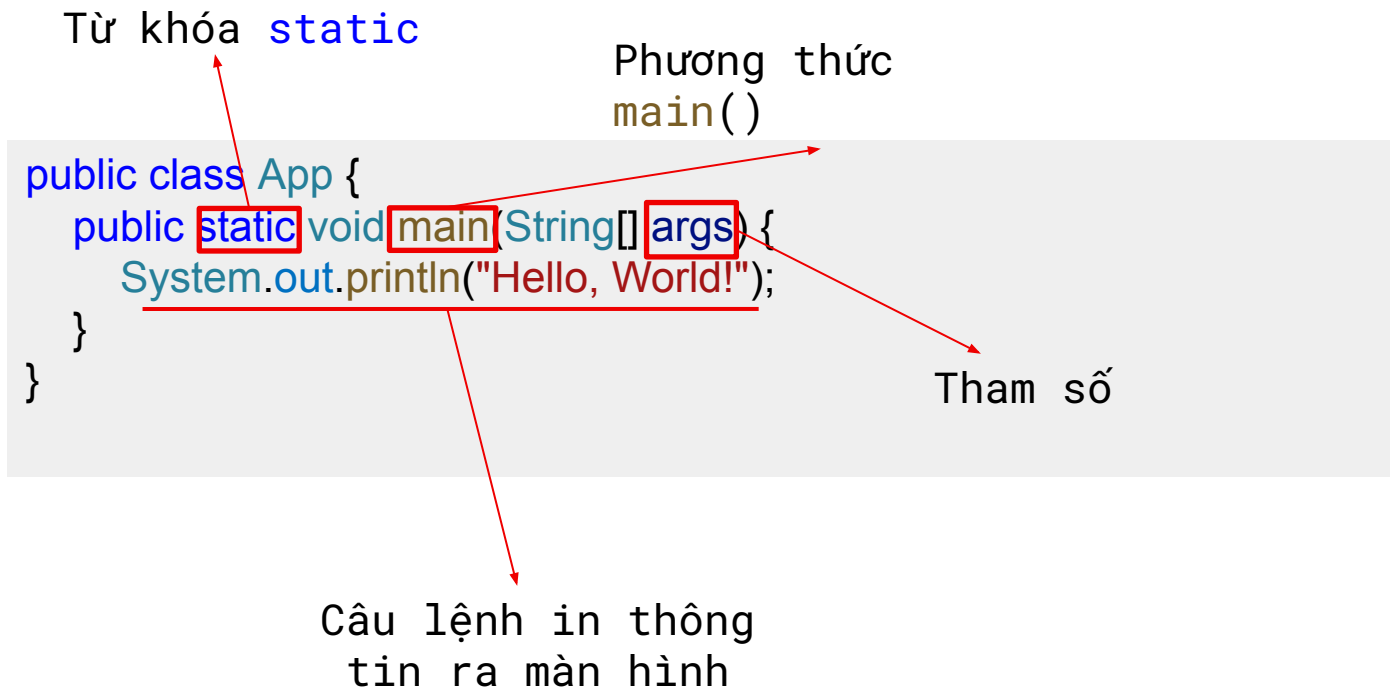 Từ khóa static
Phương thức
main()
public class App {
public static void main(String[] args) {
System.out.println("Hello, World!");
}
}
Tham số
Câu lệnh in thông
tin ra màn hình